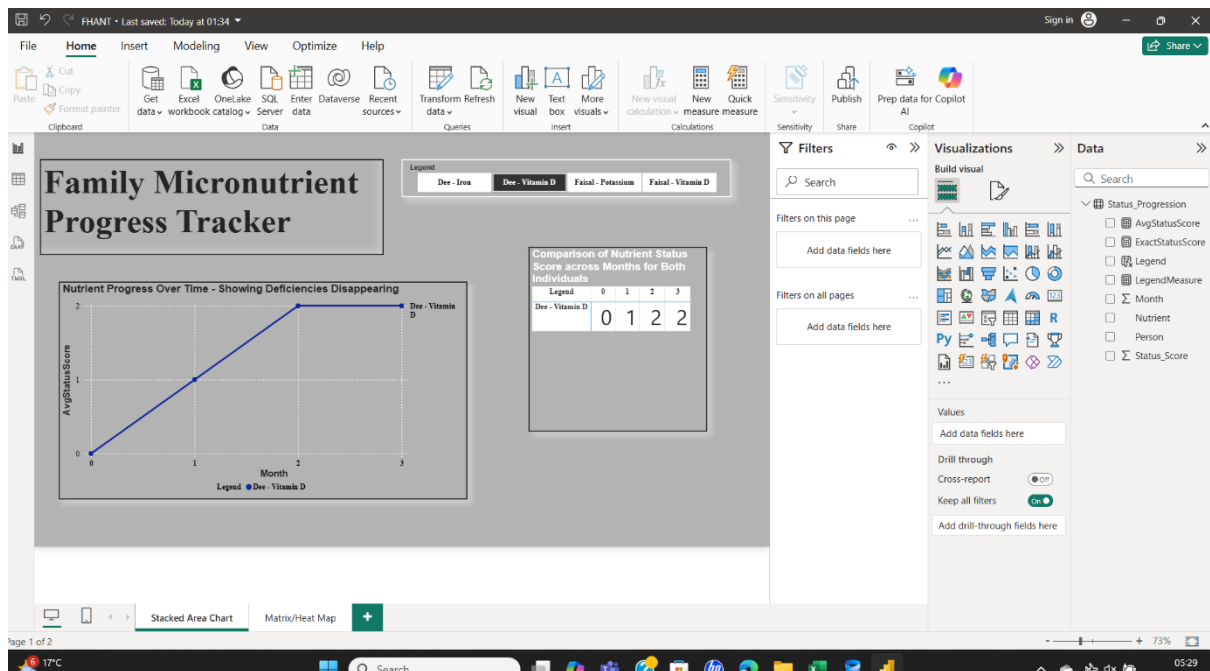 FHANT • Last saved: Today at 01:34
Sign in
File Home Insert Modeling View Optimize Help
Share
Paste
Cut
Copy
Format painter
Clipboard
Get data
Excel workbook
OneLake catalog
SQL Server
Enter data
Dataverse
Recent sources
Data
Transform data
Refresh
Queries
New visual
Text box
More visuals
Insert
New visual calculation
New measure
Quick measure
Calculations
Sensitivity
Sensitivity
Publish
Share
Prep data for AI
Copilot
Copilot
Family Micronutrient
Progress Tracker
Legend
Dee - Iron
Dee - Vitamin D
Faisal - Potassium
Faisal - Vitamin D
Nutrient Progress Over Time - Showing Deficiencies Disappearing
AvgStatusScore
2
1
0
0 1 2 3
Month
Dee - Vitamin
D
Legend Dee - Vitamin D
Comparison of Nutrient Status
Score across Months for Both
Individuals
Legend 0 1 2 3
Dee - Vitamin D 0 1 2 2
Filters
Search
Filters on this page
...
Add data fields here
Filters on all pages
...
Add data fields here
Visualizations
Build visual
R
Py
...
Values
Add data fields here
Drill through
Cross-report
Off
Keep all filters
On
Add drill-through fields here
Data
Search
Status_Progression
AvgStatusScore
ExactStatusScore
Legend
LegendMeasure
Month
Nutrient
Person
Status_Score
DAX
TMDL
Stacked Area Chart
Matrix/Heat Map
+
Page 1 of 2
- + 73%
6
17°C
Search
05:29